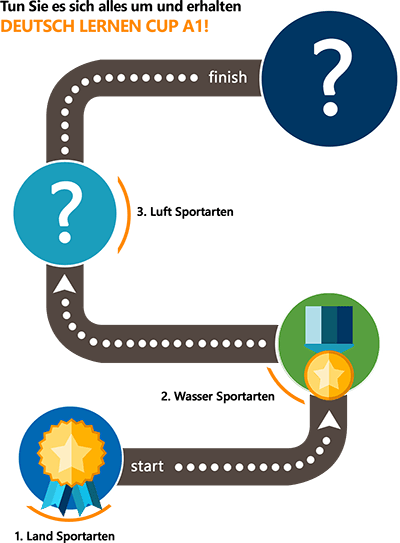 Tun Sie es sich alles um und erhalten
DEUTSCH LERNEN CUP A1!
finish
?
?
3. Luft Sportarten
2. Wasser Sportarten
start
1. Land Sportarten